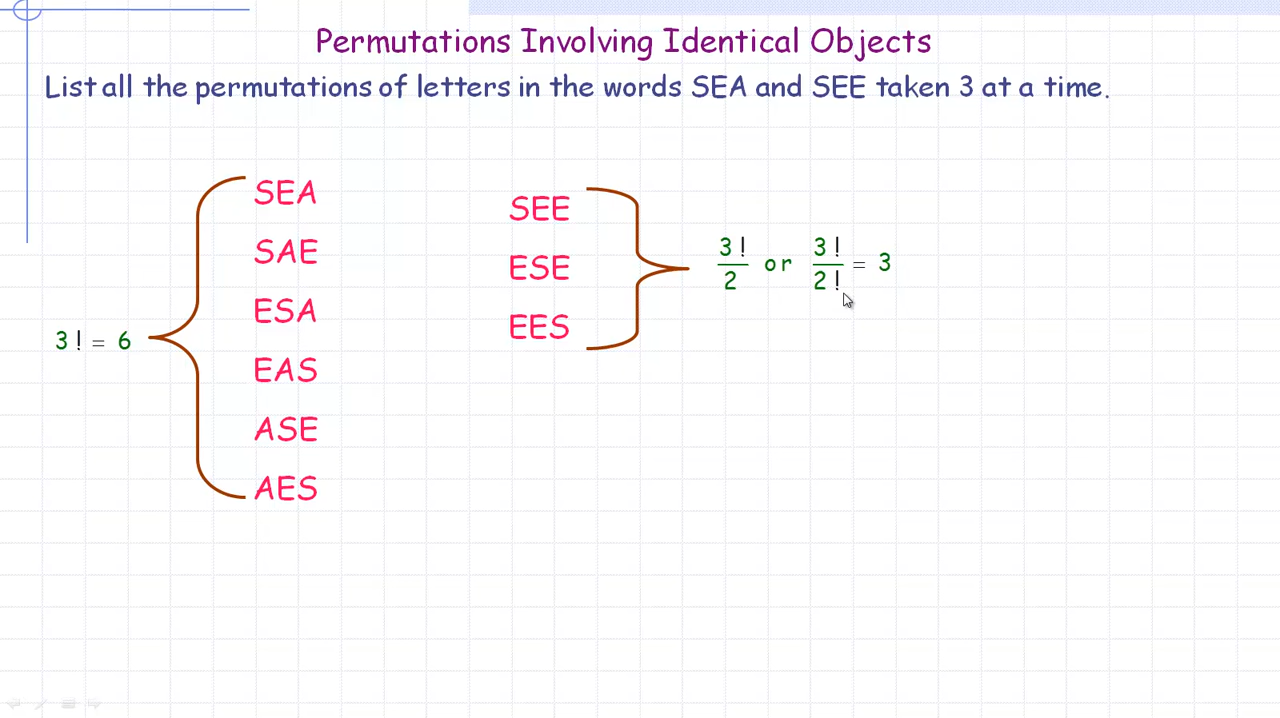 Permutations Involving Identical Objects
List all the permutations of letters in the words SEA and SEE taken 3 at a time.
3! = 6
SEA
SAE
ESA
EAS
ASE
AES
SEE
ESE
EES
3!/2 or 3!/2! = 3